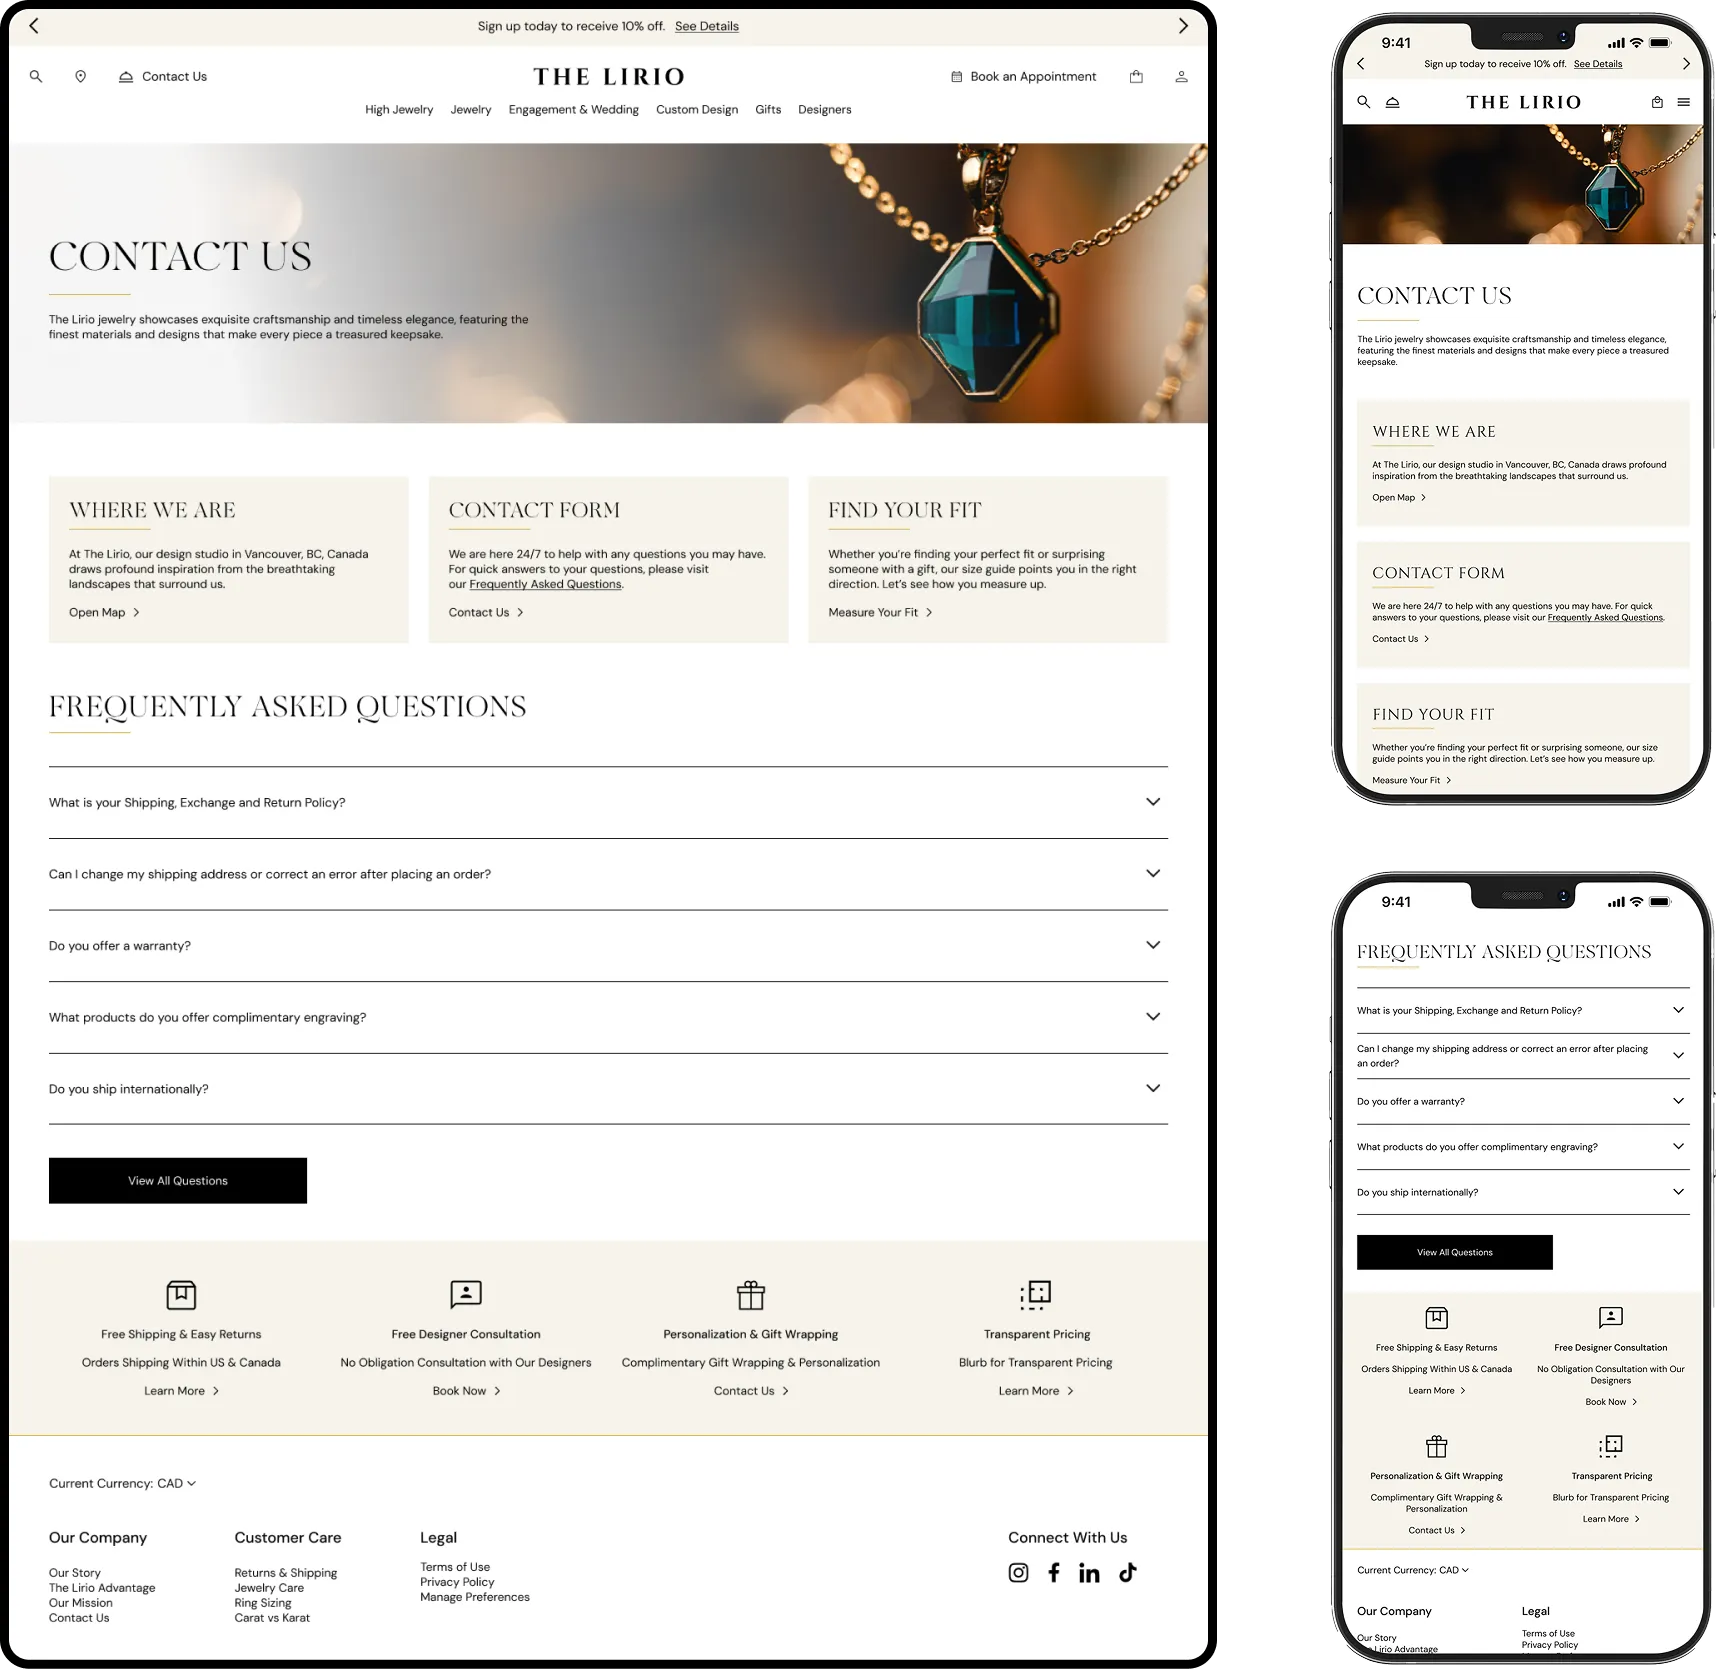 Sign up today to receive 10% off. See Details
Contact Us
THE LIRIO
Book an Appointment
High Jewelry Jewelry Engagement & Wedding Custom Design Gifts Designers
CONTACT US
The Lirio jewelry showcases exquisite craftsmanship and timeless elegance, featuring the
finest materials and designs that make every piece a treasured keepsake.
WHERE WE ARE
At The Lirio, our design studio in Vancouver, BC, Canada
draws profound inspiration from the breathtaking
landscapes that surround us.
Open Map
CONTACT FORM
We are here 24/7 to help with any questions you may have.
For quick answers to your questions, please visit
our Frequently Asked Questions.
Contact Us
FIND YOUR FIT
Whether you're finding your perfect fit or surprising
someone with a gift, our size guide points you in the right
direction. Let's see how you measure up.
Measure Your Fit
FREQUENTLY ASKED QUESTIONS
What is your Shipping, Exchange and Return Policy?
Can I change my shipping address or correct an error after placing an order?
Do you offer a warranty?
What products do you offer complimentary engraving?
Do you ship internationally?
View All Questions
Free Shipping & Easy Returns
Orders Shipping Within US & Canada
Learn More
Free Designer Consultation
No Obligation Consultation with Our Designers
Book Now
Personalization & Gift Wrapping
Complimentary Gift Wrapping & Personalization
Contact Us
Transparent Pricing
Blurb for Transparent Pricing
Learn More
Current Currency: CAD
Our Company
Our Story
The Lirio Advantage
Our Mission
Contact Us
Customer Care
Returns & Shipping
Jewelry Care
Ring Sizing
Carat vs Karat
Legal
Terms of Use
Privacy Policy
Manage Preferences
Connect With Us
9:41
Sign up today to receive 10% off. See Details
THE LIRIO
CONTACT US
The Lirio jewelry showcases exquisite craftsmanship and timeless elegance,
featuring the finest materials and designs that make every piece a treasured
keepsake.
WHERE WE ARE
At The Lirio, our design studio in Vancouver, BC, Canada draws profound
inspiration from the breathtaking landscapes that surround us.
Open Map
CONTACT FORM
We are here 24/7 to help with any questions you may have. For quick
answers to your questions, please visit our Frequently Asked Questions.
Contact Us
FIND YOUR FIT
Whether you're finding your perfect fit or surprising someone, our size
guide points you in the right direction. Let's see how you measure up.
Measure Your Fit
9:41
FREQUENTLY ASKED QUESTIONS
What is your Shipping, Exchange and Return Policy?
Can I change my shipping address or correct an error after placing
an order?
Do you offer a warranty?
What products do you offer complimentary engraving?
Do you ship internationally?
View All Questions
Free Shipping & Easy Returns
Orders Shipping Within US & Canada
Learn More
Free Designer Consultation
No Obligation Consultation with Our
Designers
Book Now
Personalization & Gift Wrapping
Complimentary Gift Wrapping &
Personalization
Contact Us
Transparent Pricing
Blurb for Transparent Pricing
Learn More
Current Currency: CAD
Our Company
Our Story
The Lirio Advantage
Legal
Terms of Use
Privacy Policy